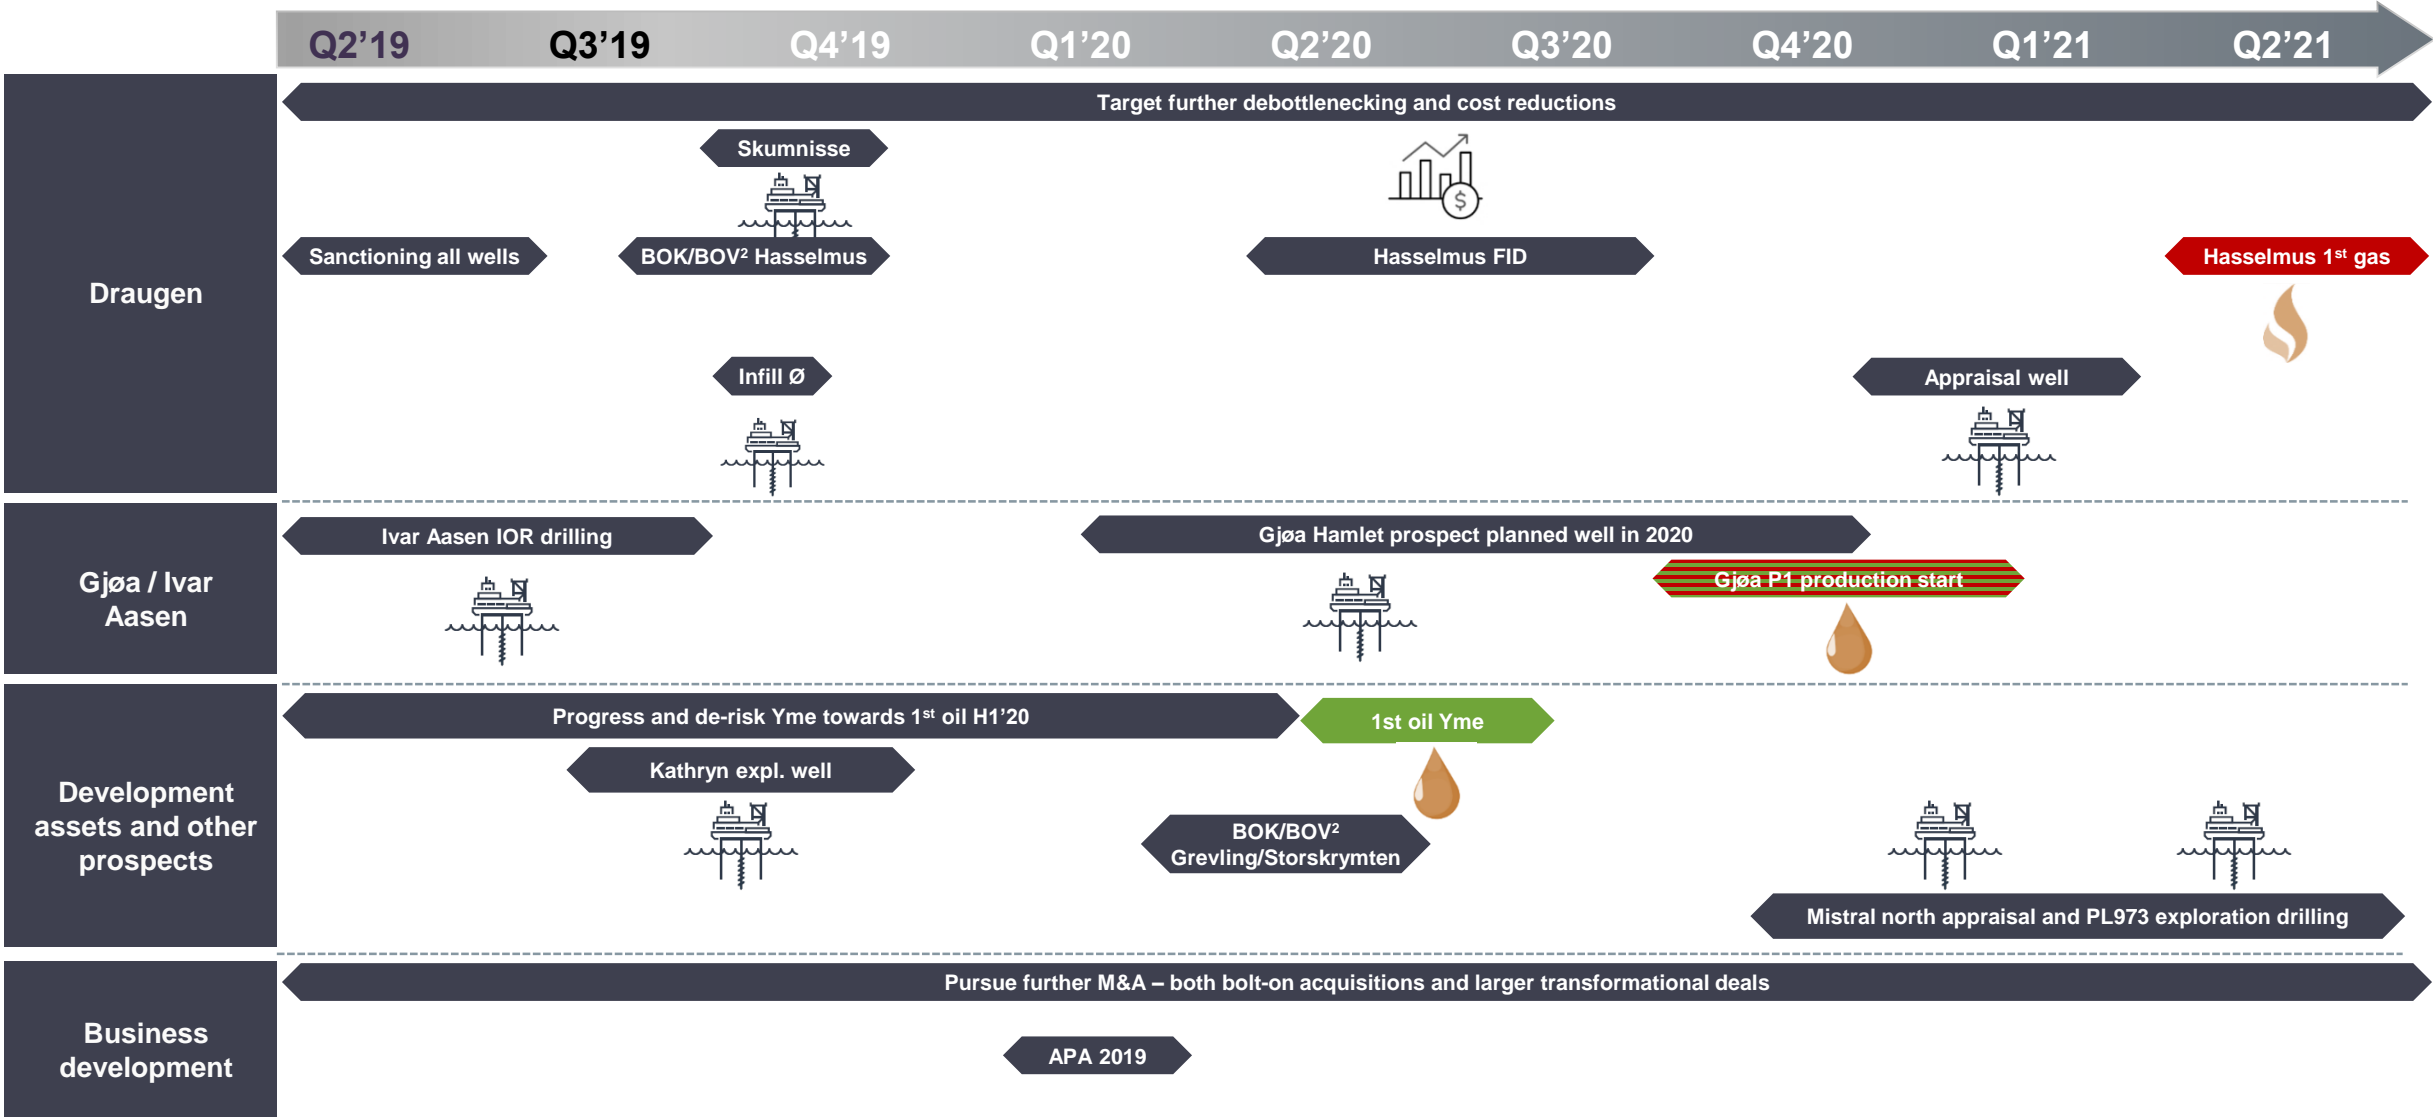 Q2’19 Q3’19 Q4’19 Q1’20 Q2’20 Q3’20 Q4’20 Q1’21 Q2’21
Draugen
Target further debottlenecking and cost reductions
Skumnisse
$
Sanctioning all wells
BOK/BOV² Hasselmus
Hasselmus FID
Hasselmus 1ˢᵗ gas
Infill Ø
Appraisal well
Gjøa / Ivar
Aasen
Ivar Aasen IOR drilling
Gjøa Hamlet prospect planned well in 2020
Gjøa P1 production start
Development
assets and other
prospects
Progress and de-risk Yme towards 1ˢᵗ oil H1’20
1st oil Yme
Kathryn expl. well
BOK/BOV²
Grevling/Storskrymten
Mistral north appraisal and PL973 exploration drilling
Business
development
Pursue further M&A – both bolt-on acquisitions and larger transformational deals
APA 2019